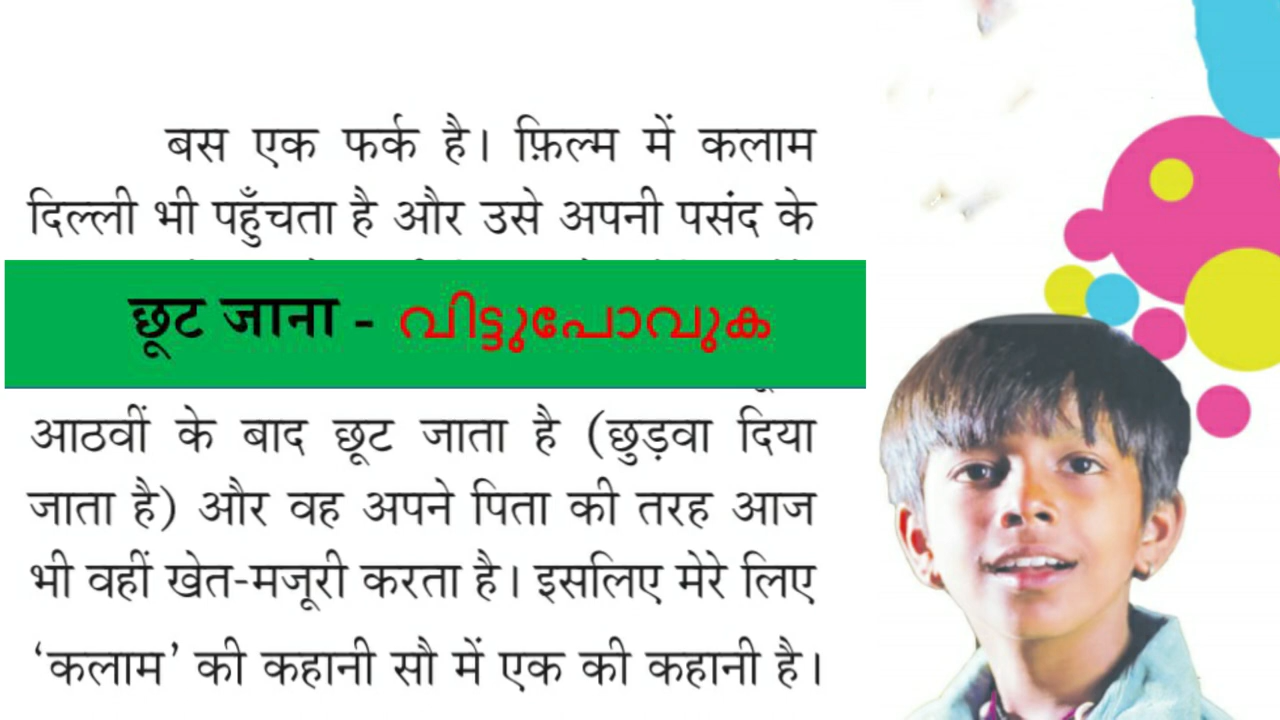 बस एक फर्क है। फ़िल्म में कलाम
दिल्ली भी पहुँचता है और उसे अपनी पसंद के
छूट जाना - വിട്ടുപോവുക
आठवीं के बाद छूट जाता है (छुड़वा दिया
जाता है) और वह अपने पिता की तरह आज
भी वहीं खेत-मजूरी करता है। इसलिए मेरे लिए
‘कलाम’ की कहानी सौ में एक की कहानी है।